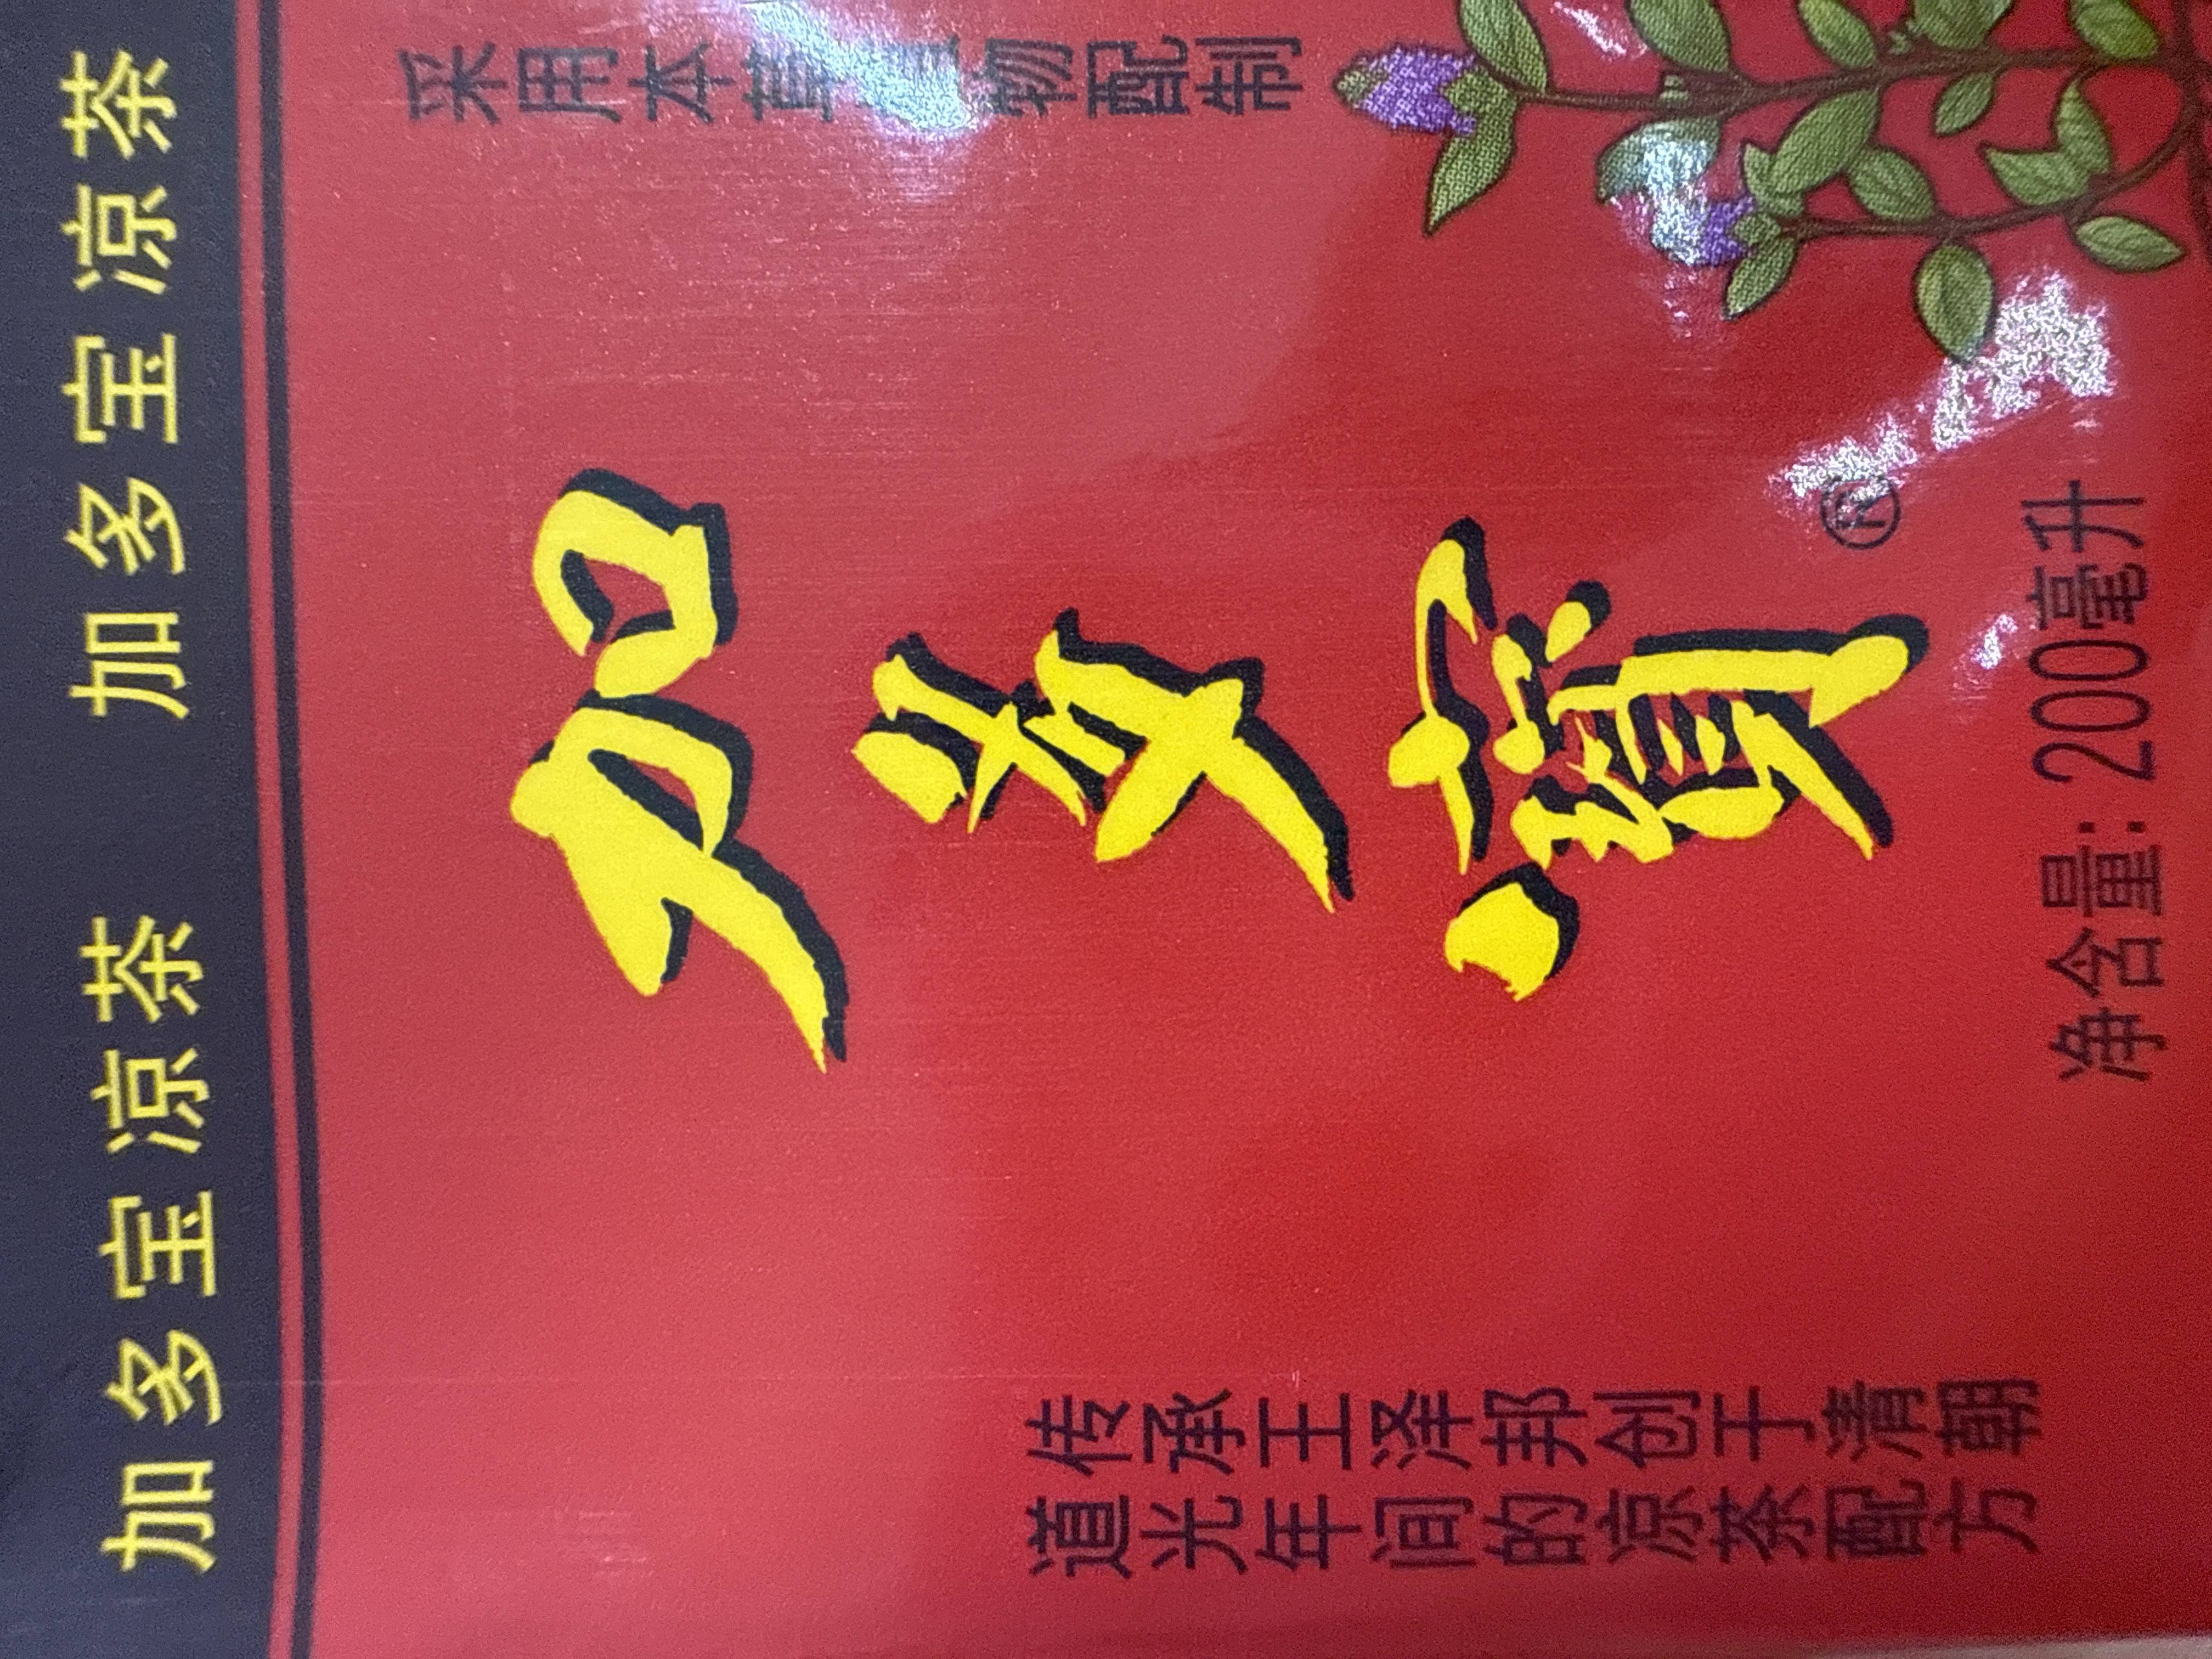 加多宝凉茶 加多宝凉茶
采用本草植物配制
加多寶®
传承王泽邦创于清朝
道光年间的凉茶配方
净含量: 200毫升